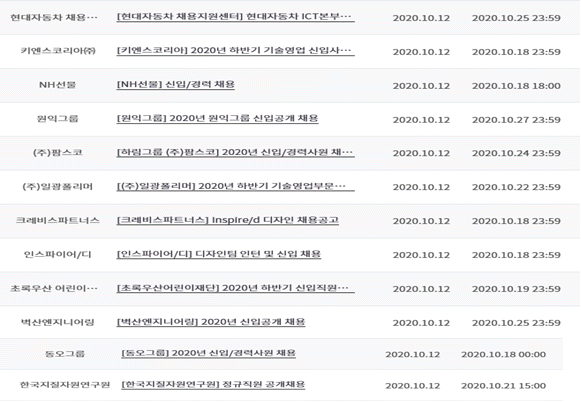 현대자동차 채용··· [현대자동차 채용지원센터] 현대자동차 ICT본부··· 2020.10.12 2020.10.25 23:59
키엔스코리아㈜ [키엔스코리아] 2020년 하반기 기술영업 신입사··· 2020.10.12 2020.10.18 23:59
NH선물 [NH선물] 신입/경력 채용 2020.10.12 2020.10.18 18:00
원익그룹 [원익그룹] 2020년 원익그룹 신입공개 채용 2020.10.12 2020.10.27 23:59
(주)팜스코 [하림그룹 (주)팜스코] 2020년 신입/경력사원 채··· 2020.10.12 2020.10.24 23:59
(주)일광폴리머 [(주)일광폴리머] 2020년 하반기 기술영업부문··· 2020.10.12 2020.10.22 23:59
크레비스파트너스 [크레비스파트너스] Inspire/d 디자인 채용공고 2020.10.12 2020.10.18 23:59
인스파이어/디 [인스파이어/디] 디자인팀 인턴 및 신입 채용 2020.10.12 2020.10.18 23:59
초록우산 어린이··· [초록우산어린이재단] 2020년 하반기 신입직원··· 2020.10.12 2020.10.19 23:59
벽산엔지니어링 [벽산엔지니어링] 2020년 신입공개 채용 2020.10.12 2020.10.25 23:59
동오그룹 [동오그룹] 2020년 신입/경력사원 채용 2020.10.12 2020.10.18 00:00
한국지질자원연구원 [한국지질자원연구원] 정규직원 공개채용 2020.10.12 2020.10.21 15:00